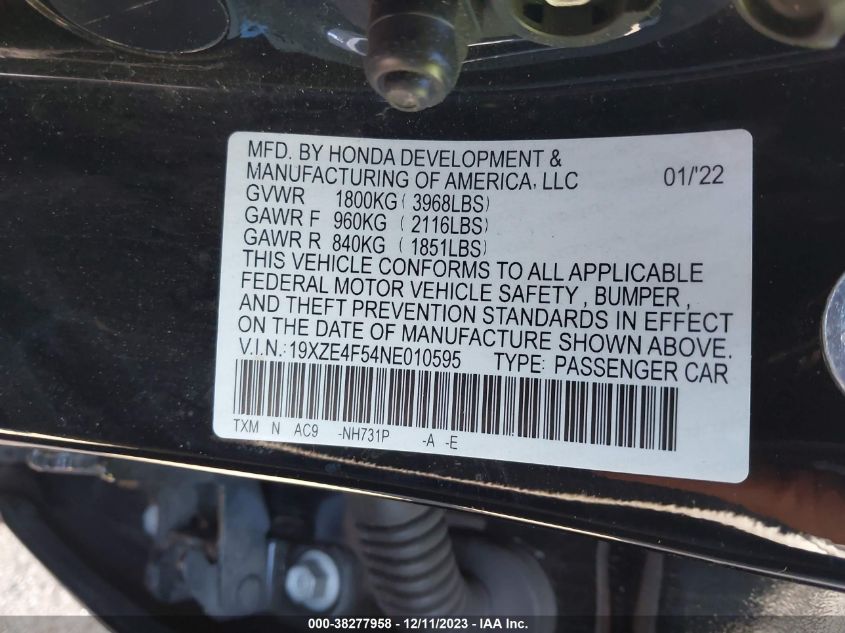 MFD. BY HONDA DEVELOPMENT &
MANUFACTURING OF AMERICA, LLC 01/'22
GVWR 1800KG ( 3968LBS)
GAWR F 960KG ( 2116LBS)
GAWR R 840KG ( 1851LBS)
THIS VEHICLE CONFORMS TO ALL APPLICABLE
FEDERAL MOTOR VEHICLE SAFETY, BUMPER,
AND THEFT PREVENTION STANDARDS IN EFFECT
ON THE DATE OF MANUFACTURE SHOWN ABOVE.
V.I.N.:19XZE4F54NE010595 TYPE: PASSENGER CAR
TXM N AC9 -NH731P -A -E
000-38277958 - 12/11/2023 - IAA Inc.